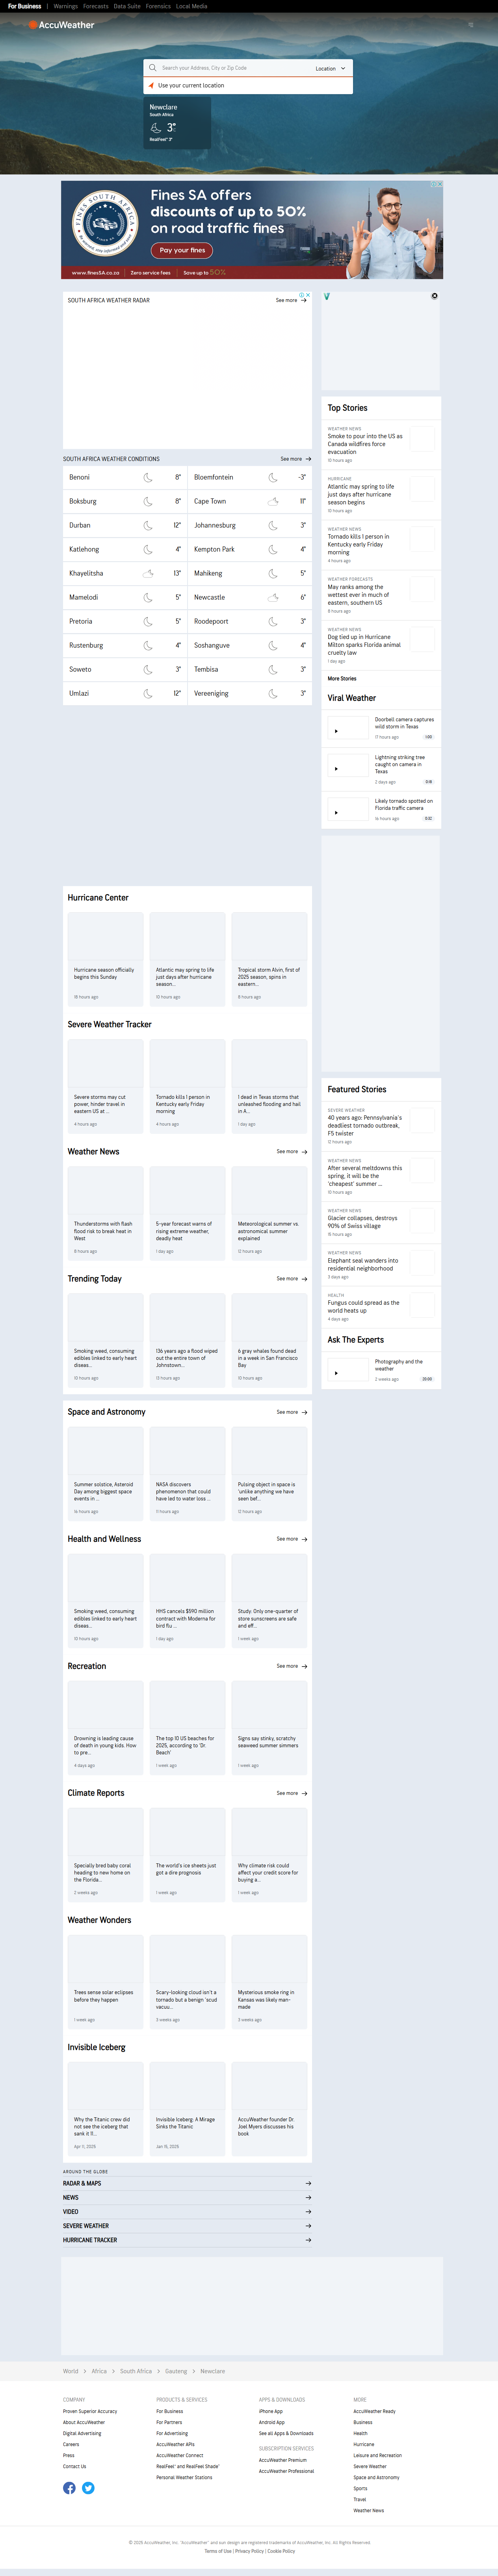 For Business | Warnings Forecasts Data Suite Forensics Local Media
AccuWeather
Search your Address, City or Zip Code
Location
Use your current location
Newclare
South Africa
3°
RealFeel® 3°
FINES SOUTH AFRICA
Fines SA offers
discounts of up to 50%
on road traffic fines
Pay your fines
www.finesSA.co.za
Zero service fees
Save up to 50%
SOUTH AFRICA WEATHER RADAR
See more
SOUTH AFRICA WEATHER CONDITIONS
See more
Benoni 8°
Bloemfontein -3°
Boksburg 8°
Cape Town 11°
Durban 12°
Johannesburg 3°
Katlehong 4°
Kempton Park 4°
Khayelitsha 13°
Mahikeng 5°
Mamelodi 5°
Newcastle 6°
Pretoria 5°
Roodepoort 3°
Rustenburg 4°
Soshanguve 4°
Soweto 3°
Tembisa 3°
Umlazi 12°
Vereeniging 3°
Hurricane Center
Hurricane season officially
begins this Sunday
18 hours ago
Atlantic may spring to life
just days after hurricane
season...
10 hours ago
Tropical storm Alvin, first of
2025 season, spins in
eastern...
9 hours ago
Severe Weather Tracker
Severe storms may cut
power, hinder travel in
eastern US at ...
4 hours ago
Tornado kills 1 person in
Kentucky early Friday
morning
4 hours ago
1 dead in Texas storms that
unleashed flooding and hail
in A...
1 day ago
Weather News
See more
Thunderstorms with flash
flood risk to break heat in
West
8 hours ago
5-year forecast warns of
rising extreme weather,
deadly heat
1 day ago
Meteorological summer vs.
astronomical summer
explained
12 hours ago
Trending Today
See more
Smoking weed, consuming
edibles linked to early heart
diseas...
10 hours ago
136 years ago a flood wiped
out the entire town of
Johnstown...
13 hours ago
6 gray whales found dead
in a week in San Francisco
Bay
10 hours ago
Space and Astronomy
See more
Summer solstice, Asteroid
Day among biggest space
events in ...
14 hours ago
NASA discovers
phenomenon that could
have led to water loss ...
11 hours ago
Pulsing object in space is
'unlike anything we have
seen bef...
12 hours ago
Health and Wellness
See more
Smoking weed, consuming
edibles linked to early heart
diseas...
10 hours ago
HHS cancels $590 million
contract with Moderna for
bird flu ...
1 day ago
Study: Only one-quarter of
store sunscreens are safe
and eff...
1 week ago
Recreation
See more
Drowning is leading cause
of death in young kids. How
to pre...
4 days ago
The top 10 US beaches for
2025, according to 'Dr.
Beach'
1 week ago
Signs say stinky, scratchy
seaweed summer simmers
1 week ago
Climate Reports
See more
Specially bred baby coral
heading to new home on
the Florida...
2 weeks ago
The world's ice sheets just
got a dire prognosis
1 week ago
Why climate risk could
affect your credit score for
buying a...
1 week ago
Weather Wonders
Trees sense solar eclipses
before they happen
1 week ago
Scary-looking cloud isn't a
tornado but a benign 'scud
vacuu...
3 weeks ago
Mysterious smoke ring in
Kansas was likely man-
made
3 weeks ago
Invisible Iceberg
Why the Titanic crew did
not see the iceberg that
sank it 11...
Apr 11, 2025
Invisible Iceberg: A Mirage
Sinks the Titanic
Jan 15, 2025
AccuWeather founder Dr.
Joel Myers discusses his
book
AROUND THE GLOBE
RADAR & MAPS
NEWS
VIDEO
SEVERE WEATHER
HURRICANE TRACKER
Top Stories
WEATHER NEWS
Smoke to pour into the US as
Canada wildfires force
evacuation
10 hours ago
HURRICANE
Atlantic may spring to life
just days after hurricane
season begins
10 hours ago
WEATHER NEWS
Tornado kills 1 person in
Kentucky early Friday
morning
4 hours ago
WEATHER FORECASTS
May ranks among the
wettest ever in much of
eastern, southern US
8 hours ago
WEATHER NEWS
Dog tied up in Hurricane
Milton sparks Florida animal
cruelty law
1 day ago
More Stories
Viral Weather
Doorbell camera captures
wild storm in Texas
17 hours ago 1:00
Lightning striking tree
caught on camera in
Texas
2 days ago 0:18
Likely tornado spotted on
Florida traffic camera
14 hours ago 0:32
Featured Stories
SEVERE WEATHER
40 years ago: Pennsylvania's
deadliest tornado outbreak,
F5 twister
12 hours ago
WEATHER NEWS
After several meltdowns this
spring, it will be the
'cheapest' summer ...
10 hours ago
WEATHER NEWS
Glacier collapses, destroys
90% of Swiss village
15 hours ago
WEATHER NEWS
Elephant seal wanders into
residential neighborhood
3 days ago
HEALTH
Fungus could spread as the
world heats up
4 days ago
Ask The Experts
Photography and the
weather
2 weeks ago 20:00
World > Africa > South Africa > Gauteng > Newclare
COMPANY
Proven Superior Accuracy
About AccuWeather
Digital Advertising
Careers
Press
Contact Us
PRODUCTS & SERVICES
For Business
For Partners
For Advertising
AccuWeather APIs
AccuWeather Connect
RealFeel® and RealFeel Shade™
Personal Weather Stations
APPS & DOWNLOADS
iPhone App
Android App
See all Apps & Downloads
SUBSCRIPTION SERVICES
AccuWeather Premium
AccuWeather Professional
MORE
AccuWeather Ready
Business
Health
Hurricane
Leisure and Recreation
Severe Weather
Space and Astronomy
Sports
Travel
Weather News
© 2025 AccuWeather, Inc. "AccuWeather" and sun design are registered trademarks of AccuWeather, Inc. All Rights Reserved.
Terms of Use | Privacy Policy | Cookie Policy